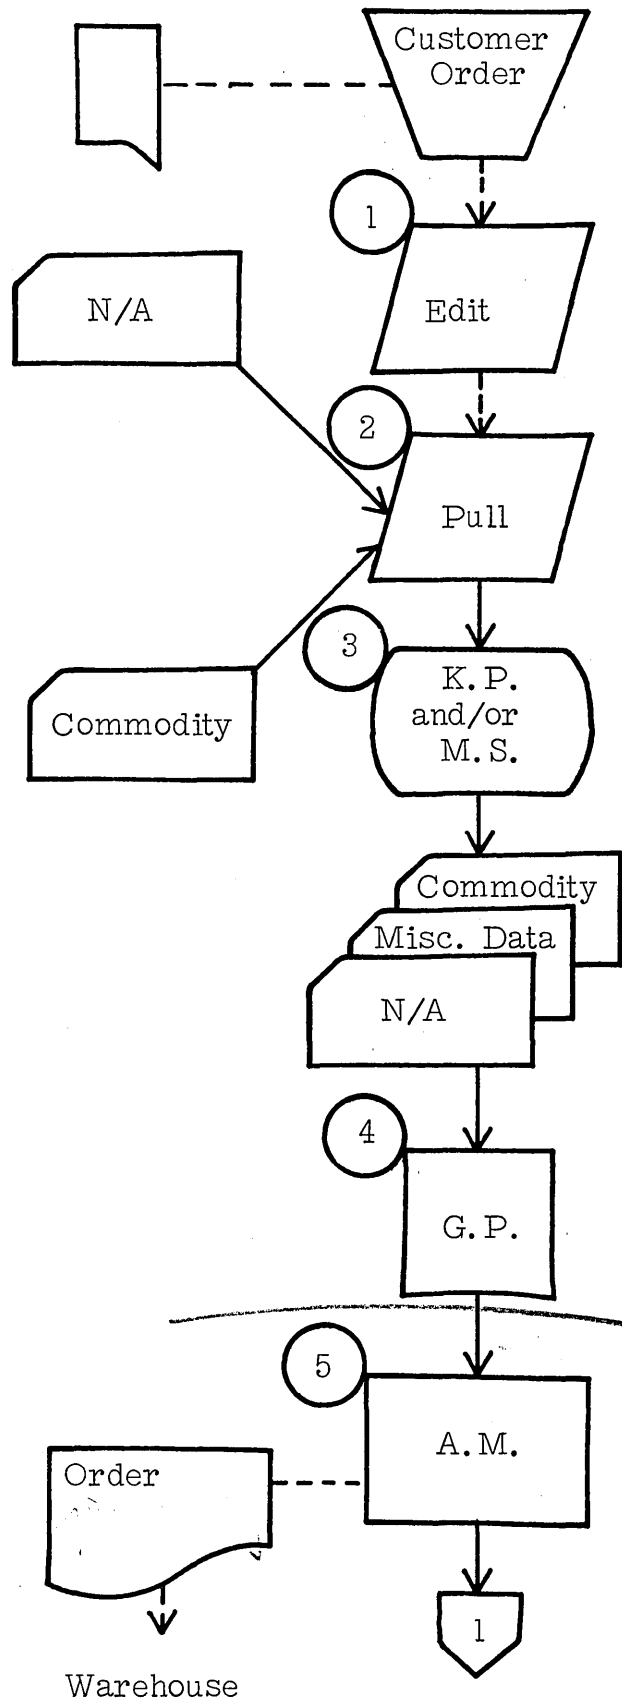 Customer
Order
1
Edit
N/A
2
Pull
3
K.P.
and/or
M.S.
Commodity
Commodity
Misc. Data
N/A
4
G.P.
5
A.M.
Order
1
Warehouse